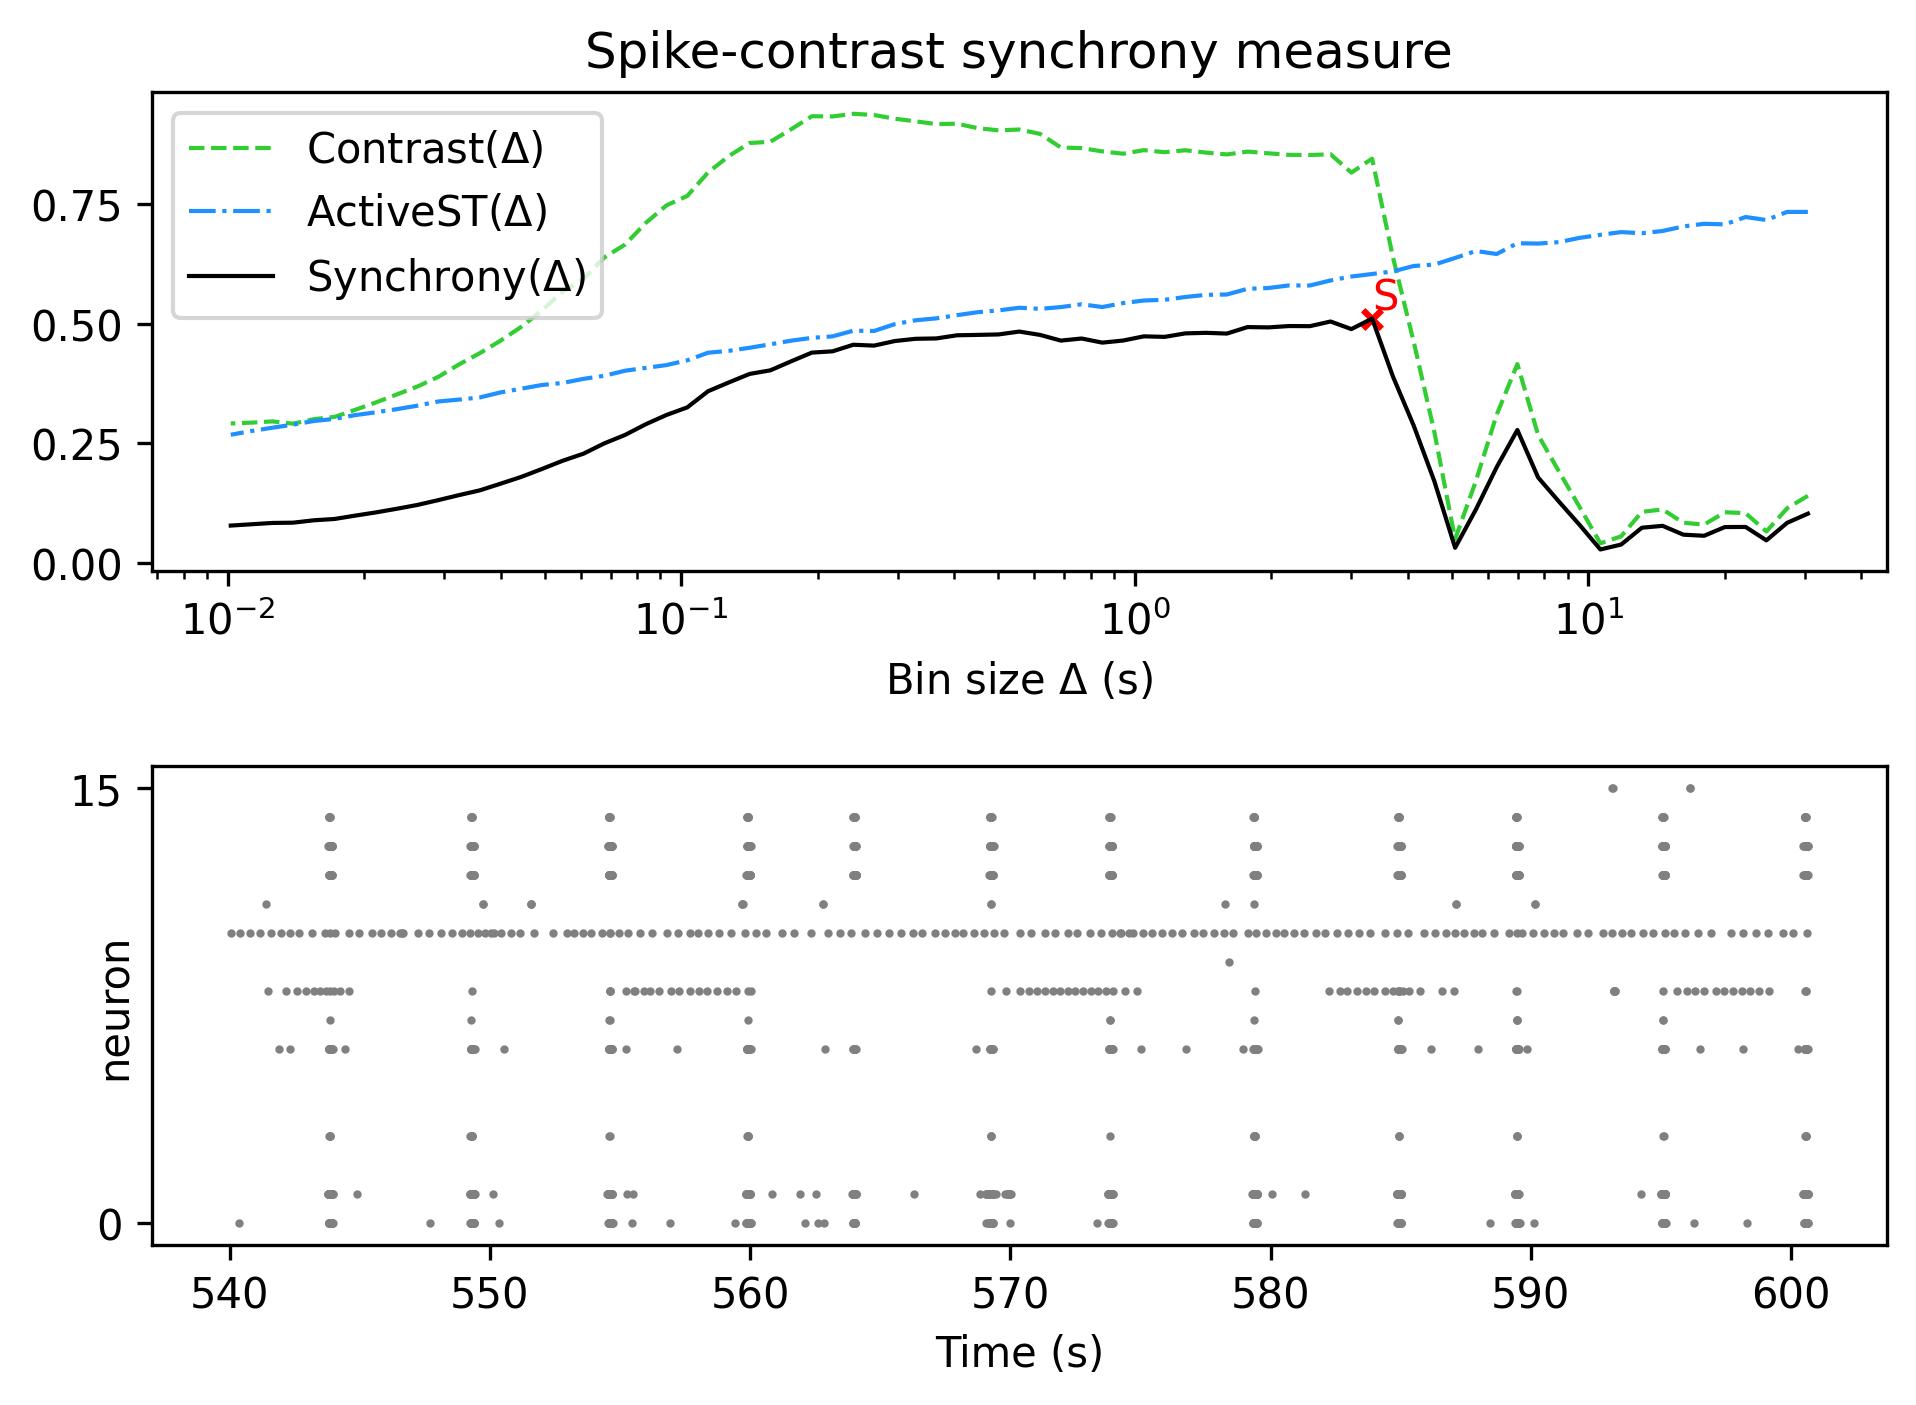 Spike-contrast synchrony measure
Contrast(Δ)
ActiveST(Δ)
Synchrony(Δ)
S
0.75
0.50
0.25
0.00
10⁻² 10⁻¹ 10⁰ 10¹
Bin size Δ (s)
15
0
neuron
540 550 560 570 580 590 600
Time (s)